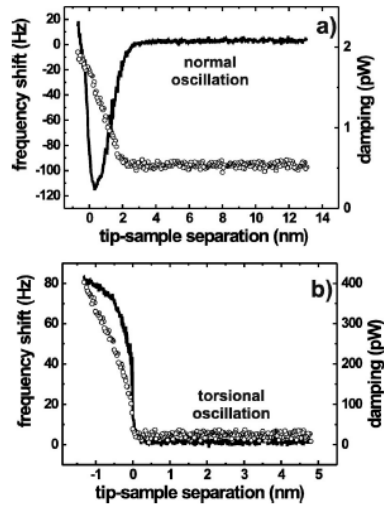 a)
normal
oscillation
frequency shift (Hz)
20
0
-20
-40
-60
-80
-100
-120
damping (pW)
2
1
0
0 2 4 6 8 10 12 14
tip-sample separation (nm)
b)
torsional
oscillation
frequency shift (Hz)
80
60
40
20
0
damping (pW)
400
300
200
100
0
-1 0 1 2 3 4 5
tip-sample separation (nm)